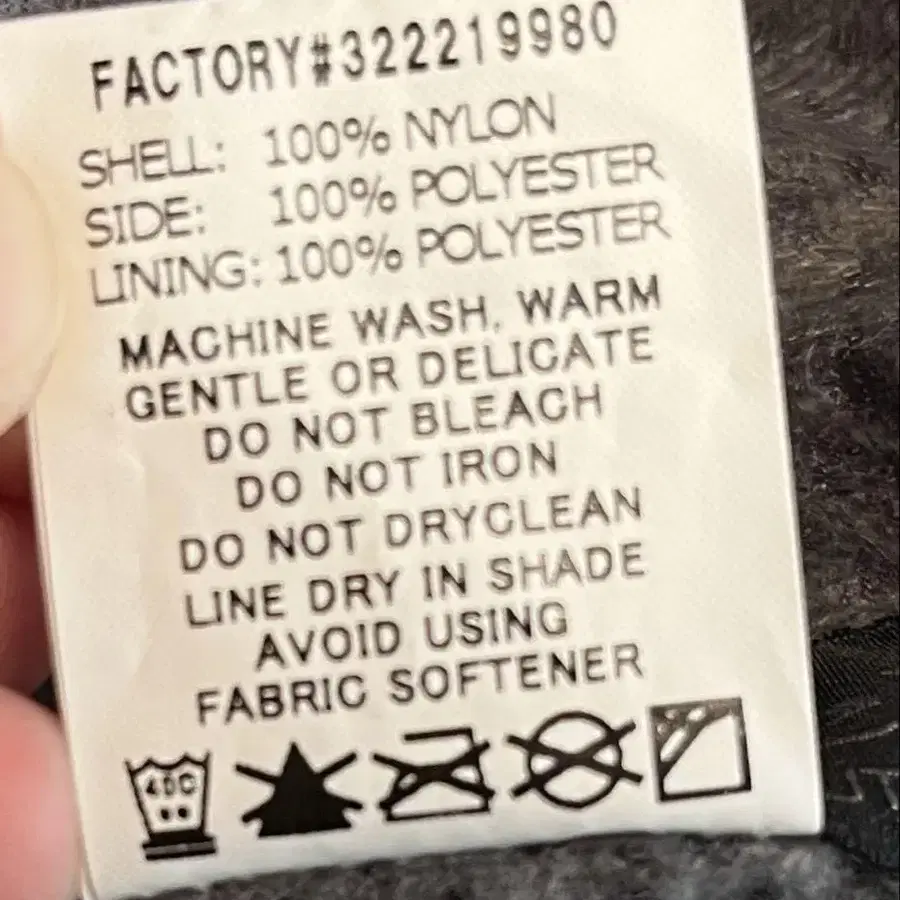 FACTORY#322219980
SHELL: 100% NYLON
SIDE: 100% POLYESTER
LINING: 100% POLYESTER
MACHINE WASH, WARM
GENTLE OR DELICATE
DO NOT BLEACH
DO NOT IRON
DO NOT DRYCLEAN
LINE DRY IN SHADE
AVOID USING
FABRIC SOFTENER
40C